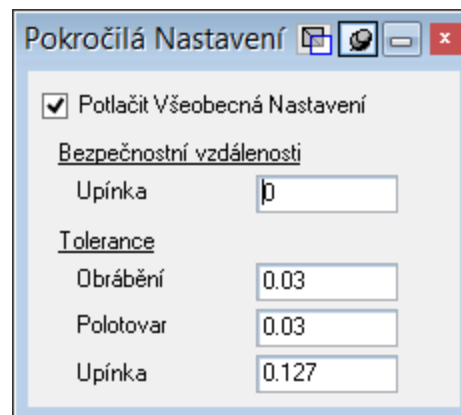 Pokročilá Nastavení
Potlačit Všeobecná Nastavení
Bezpečnostní vzdálenosti
Upínka 0
Tolerance
Obrábění 0.03
Polotovar 0.03
Upínka 0.127